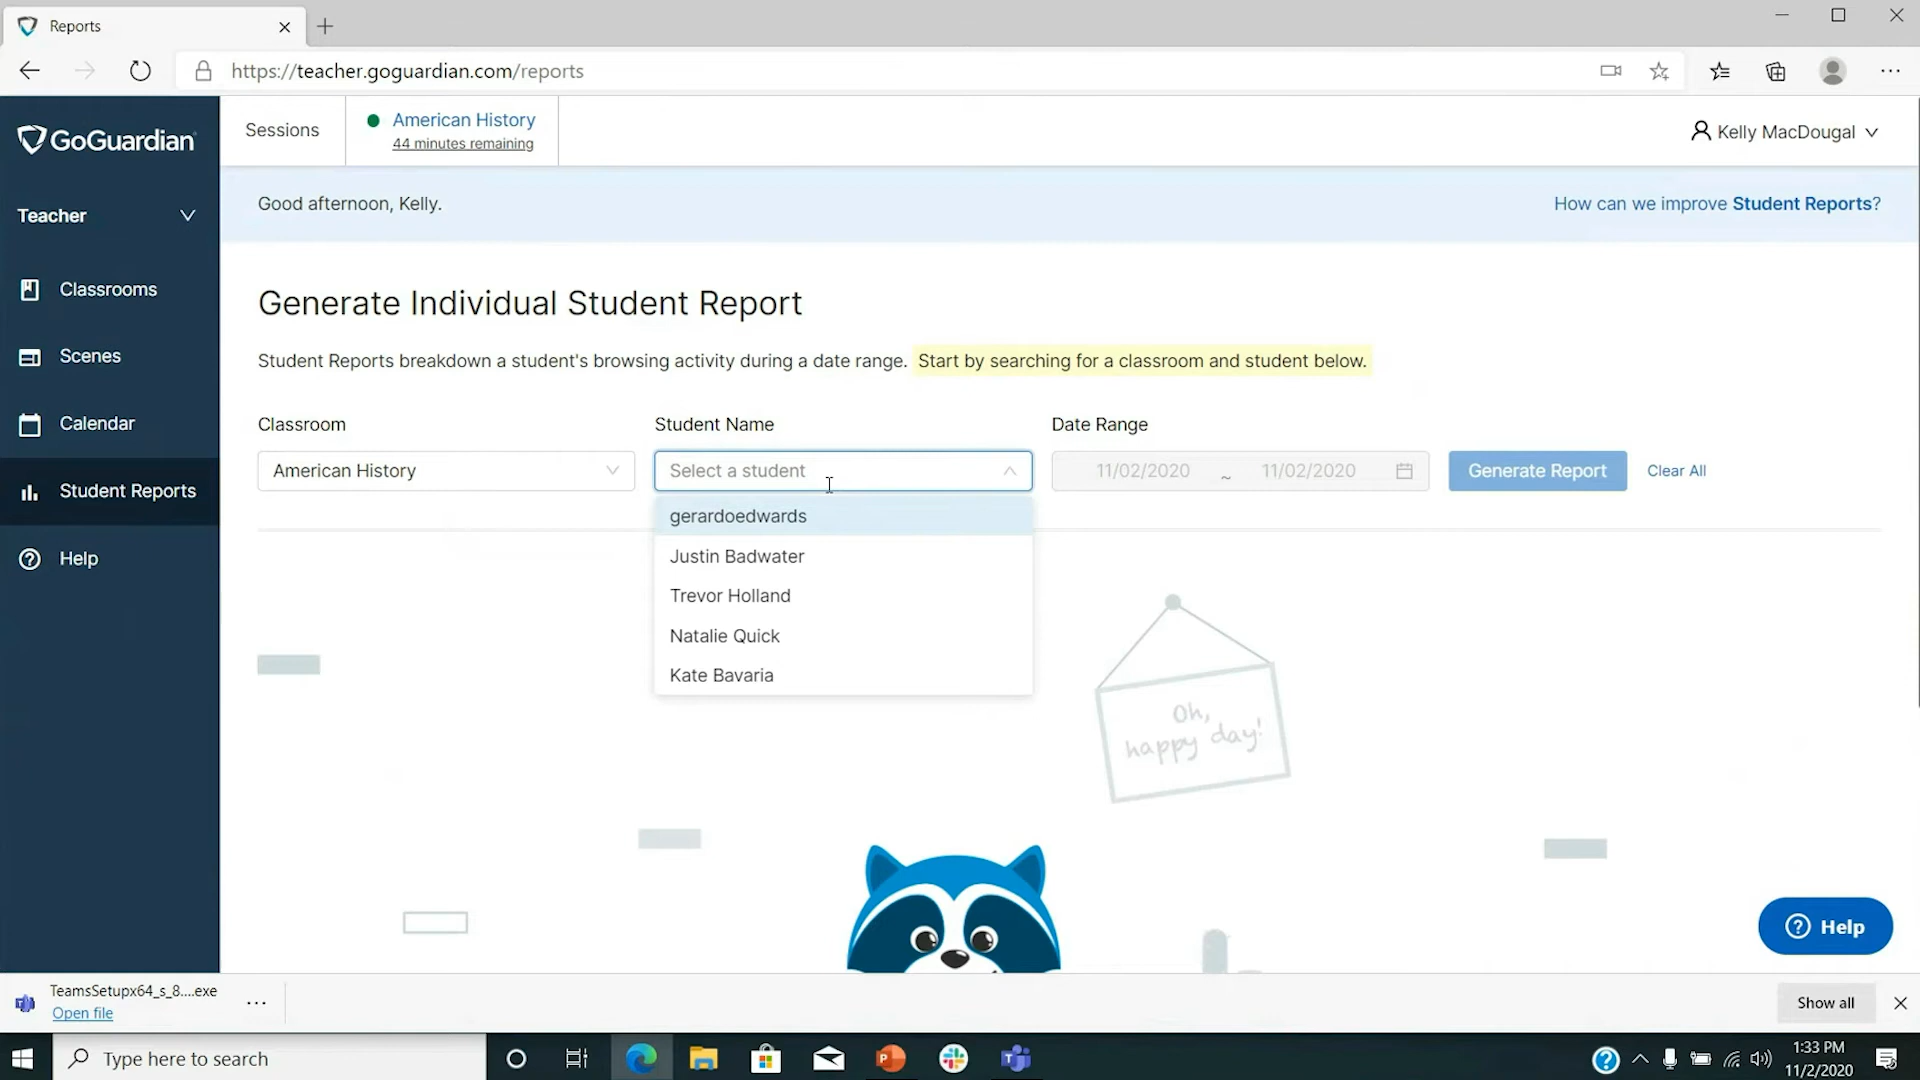 Reports
https://teacher.goguardian.com/reports
GoGuardian
Sessions
American History
44 minutes remaining
Kelly MacDougal
Teacher
Good afternoon, Kelly.
How can we improve Student Reports?
Classrooms
Scenes
Calendar
Student Reports
Help
Generate Individual Student Report
Student Reports breakdown a student's browsing activity during a date range. Start by searching for a classroom and student below.
Classroom
Student Name
Date Range
American History
Select a student
11/02/2020 ~ 11/02/2020
Generate Report
Clear All
gerardoedwards
Justin Badwater
Trevor Holland
Natalie Quick
Kate Bavaria
Oh,
happy day!
Help
TeamsSetupx64_s_8....exe
Open file
Show all
Type here to search
1:33 PM
11/2/2020